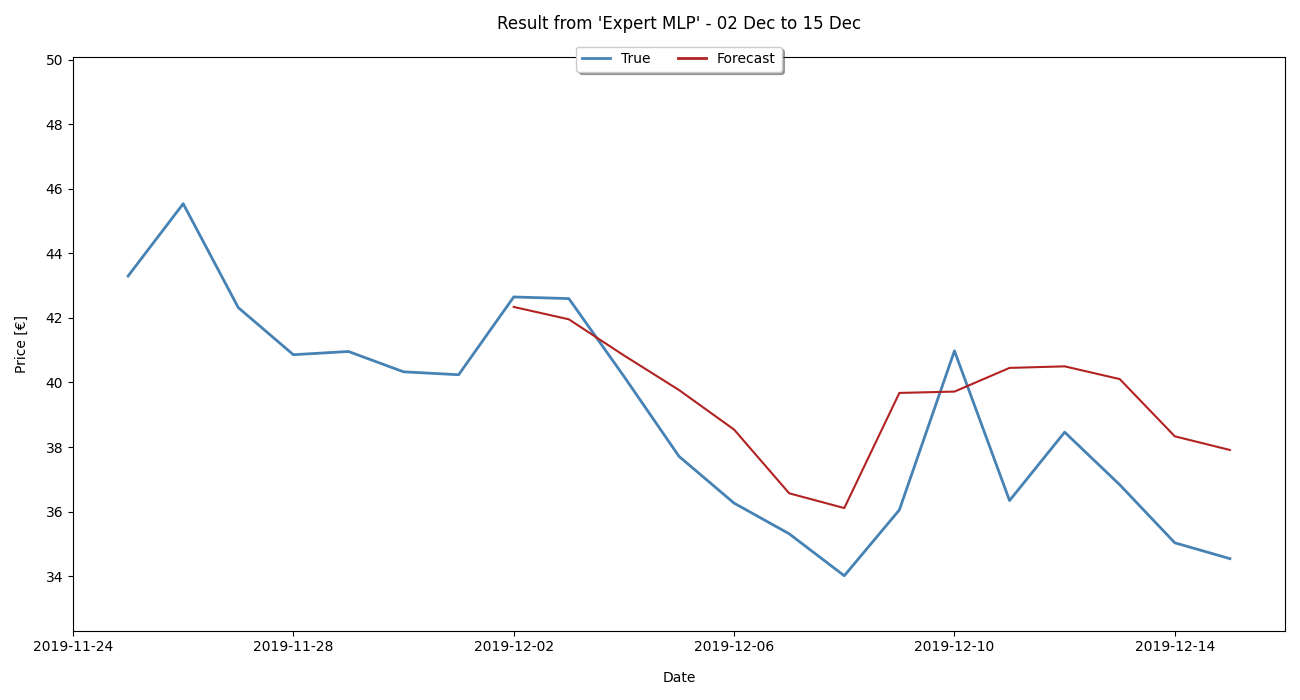 Result from 'Expert MLP' - 02 Dec to 15 Dec
True Forecast
50
48
46
44
42
40
38
36
34
Price [€]
2019-11-24 2019-11-28 2019-12-02 2019-12-06 2019-12-10 2019-12-14
Date